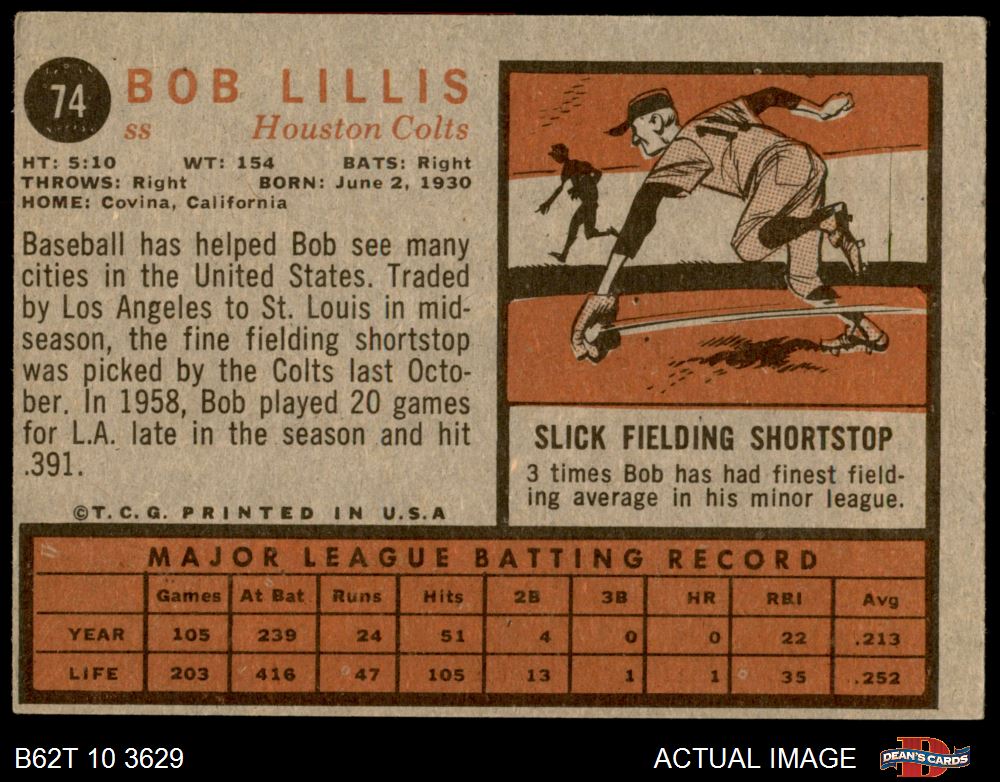 74
BOB LILLIS
ss Houston Colts
HT: 5:10 WT: 154 BATS: Right
THROWS: Right BORN: June 2, 1930
HOME: Covina, California
Baseball has helped Bob see many
cities in the United States. Traded
by Los Angeles to St. Louis in mid-
season, the fine fielding shortstop
was picked by the Colts last Octo-
ber. In 1958, Bob played 20 games
for L.A. late in the season and hit
.391.
©T.C.G. PRINTED IN U.S.A
SLICK FIELDING SHORTSTOP
3 times Bob has had finest field-
ing average in his minor league.
MAJOR LEAGUE BATTING RECORD
Games At Bat Runs Hits 2B 3B HR RBI Avg
YEAR 105 239 24 51 4 0 0 22 .213
LIFE 203 416 47 105 13 1 1 35 .252
B62T 10 3629 ACTUAL IMAGE DEAN'S CARDS